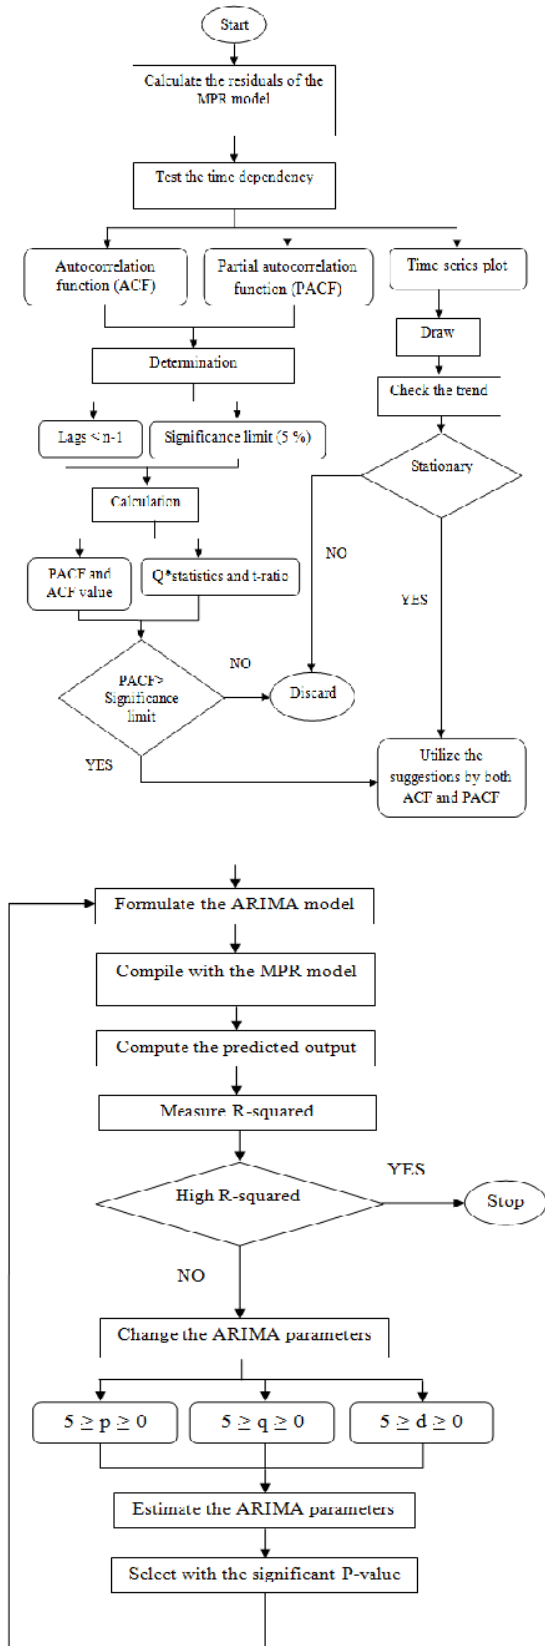 Start
Calculate the residuals of the
MPR model
Test the time dependency
Autocorrelation
function (ACF)
Partial autocorrelation
function (PACF)
Time series plot
Draw
Determination
Check the trend
Lags < n-1
Significance limit (5 %)
Stationary
Calculation
NO
PACF and
ACF value
Q*statistics and t-ratio
YES
PACF>
Significance
limit
NO
Discard
YES
Utilize the
suggestions by both
ACF and PACF
Formulate the ARIMA model
Compile with the MPR model
Compute the predicted output
Measure R-squared
High R-squared
YES
Stop
NO
Change the ARIMA parameters
5 ≥ p ≥ 0
5 ≥ q ≥ 0
5 ≥ d ≥ 0
Estimate the ARIMA parameters
Select with the significant P-value